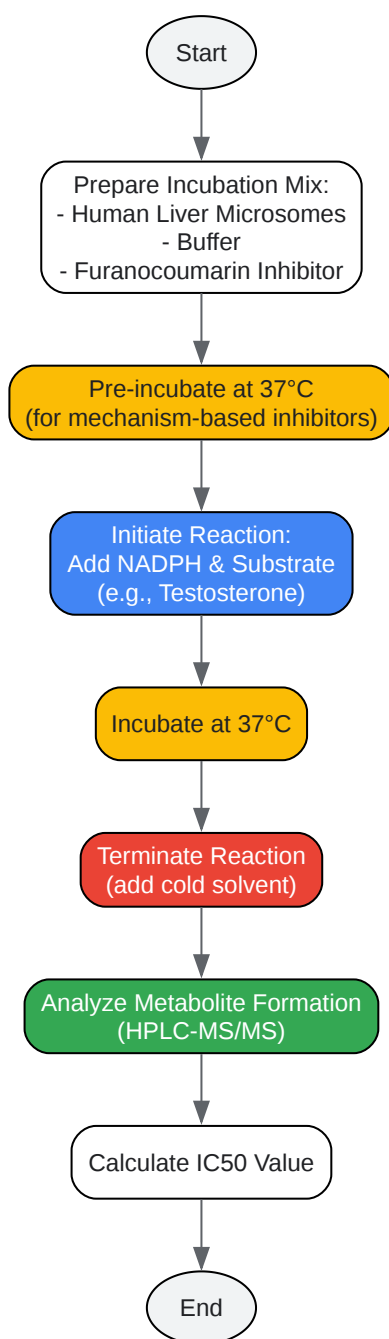 Start
Prepare Incubation Mix:
- Human Liver Microsomes
- Buffer
- Furanocoumarin Inhibitor
Pre-incubate at 37°C
(for mechanism-based inhibitors)
Initiate Reaction:
Add NADPH & Substrate
(e.g., Testosterone)
Incubate at 37°C
Terminate Reaction
(add cold solvent)
Analyze Metabolite Formation
(HPLC-MS/MS)
Calculate IC50 Value
End